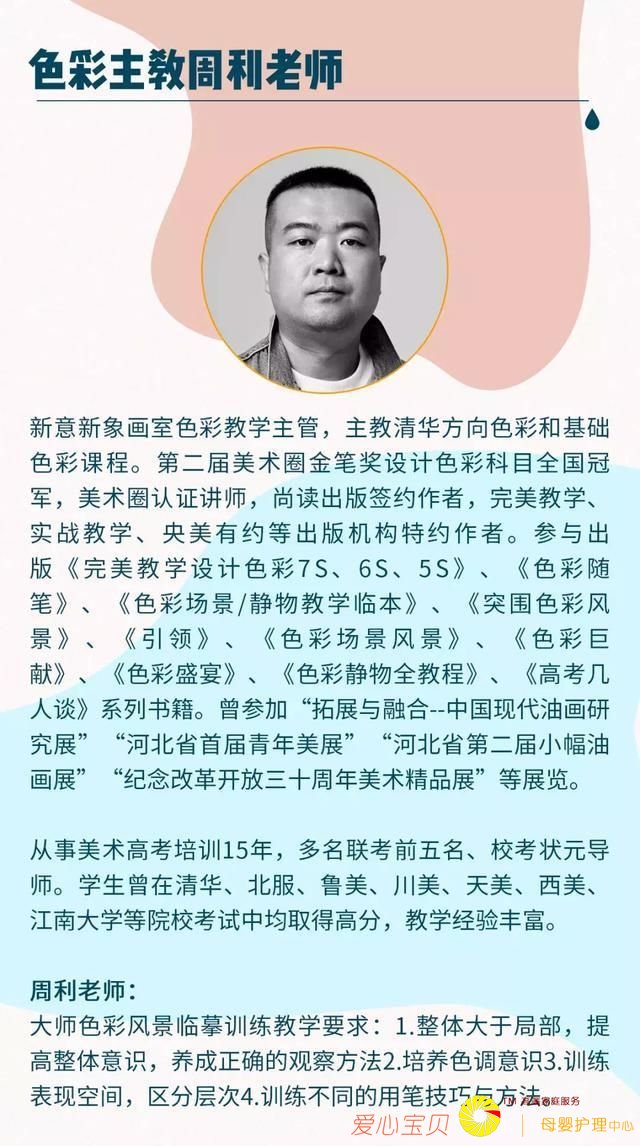 色彩主教周利老师
新意新象画室色彩教学主管，主教清华方向色彩和基础
色彩课程。第二届美术圈金笔奖设计色彩科目全国冠
军，美术圈认证讲师，尚读出版签约作者，完美教学、
实战教学、央美有约等出版机构特约作者。参与出
版《完美教学设计色彩7S、6S、5S》、《色彩随
笔》、《色彩场景/静物教学临本》、《突围色彩风
景》、《引领》、《色彩场景风景》、《色彩巨
献》、《色彩盛宴》、《色彩静物全教程》、《高考几
人谈》系列书籍。曾参加“拓展与融合--中国现代油画研
究展”“河北省首届青年美展”“河北省第二届小幅油
画展”“纪念改革开放三十周年美术精品展”等展览。
从事美术高考培训15年，多名联考前五名、校考状元导
师。学生曾在清华、北服、鲁美、川美、天美、西美、
江南大学等院校考试中均取得高分，教学经验丰富。
周利老师：
大师色彩风景临摹训练教学要求：1.整体大于局部，提
高整体意识，养成正确的观察方法2.培养色调意识3.训练
表现空间，区分层次4.训练不同的用笔技巧与方法。
TM 家庭服务
爱心宝贝 母婴护理中心